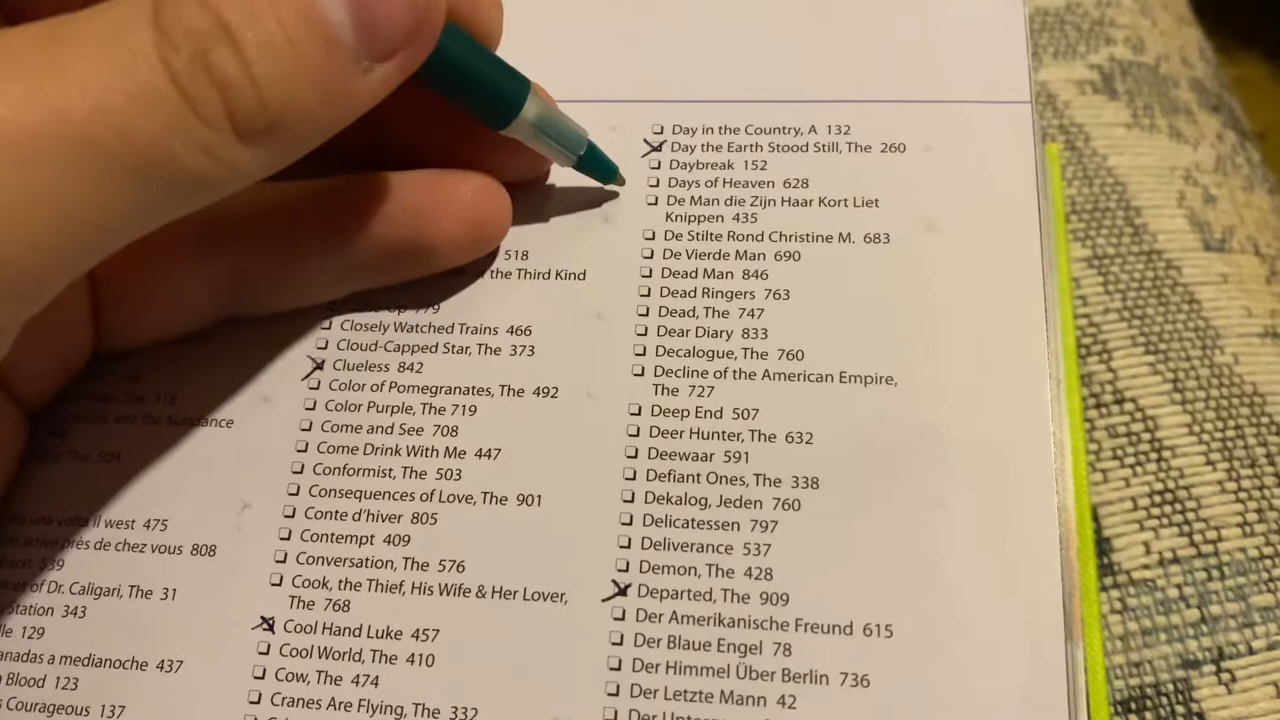 Sundance
il west 475
près de chez vous 808
of Dr. Caligari, The 31
Station 343
129
a medianoche 437
Blood 123
Courageous 137
518
the Third Kind
779
Closely Watched Trains 466
Cloud-Capped Star, The 373
Clueless 842
Color of Pomegranates, The 492
Color Purple, The 719
Come and See 708
Come Drink With Me 447
Conformist, The 503
Consequences of Love, The 901
Conte d'hiver 805
Contempt 409
Conversation, The 576
Cook, the Thief, His Wife & Her Lover,
The 768
Cool Hand Luke 457
Cool World, The 410
Cow, The 474
Cranes Are Flying, The 332
Day in the Country, A 132
Day the Earth Stood Still, The 260
Daybreak 152
Days of Heaven 628
De Man die Zijn Haar Kort Liet
Knippen 435
De Stilte Rond Christine M. 683
De Vierde Man 690
Dead Man 846
Dead Ringers 763
Dead, The 747
Dear Diary 833
Decalogue, The 760
Decline of the American Empire,
The 727
Deep End 507
Deer Hunter, The 632
Deewaar 591
Defiant Ones, The 338
Dekalog, Jeden 760
Delicatessen 797
Deliverance 537
Demon, The 428
Departed, The 909
Der Amerikanische Freund 615
Der Blaue Engel 78
Der Himmel Über Berlin 736
Der Letzte Mann 42
Der